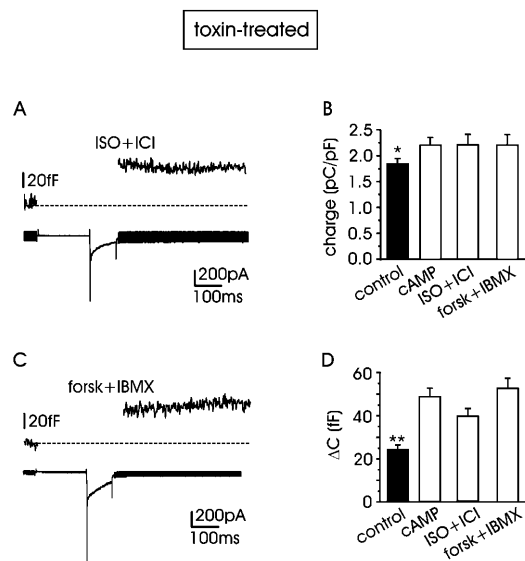 toxin-treated
A
ISO+ICI
20fF
200pA
100ms
B
charge (pC/pF)
2.5
2.0
1.5
1.0
0.5
0.0
*
control
cAMP
ISO+ICI
forsk+IBMX
C
forsk+IBMX
20fF
200pA
100ms
D
ΔC (fF)
60
40
20
0
**
control
cAMP
ISO+ICI
forsk+IBMX